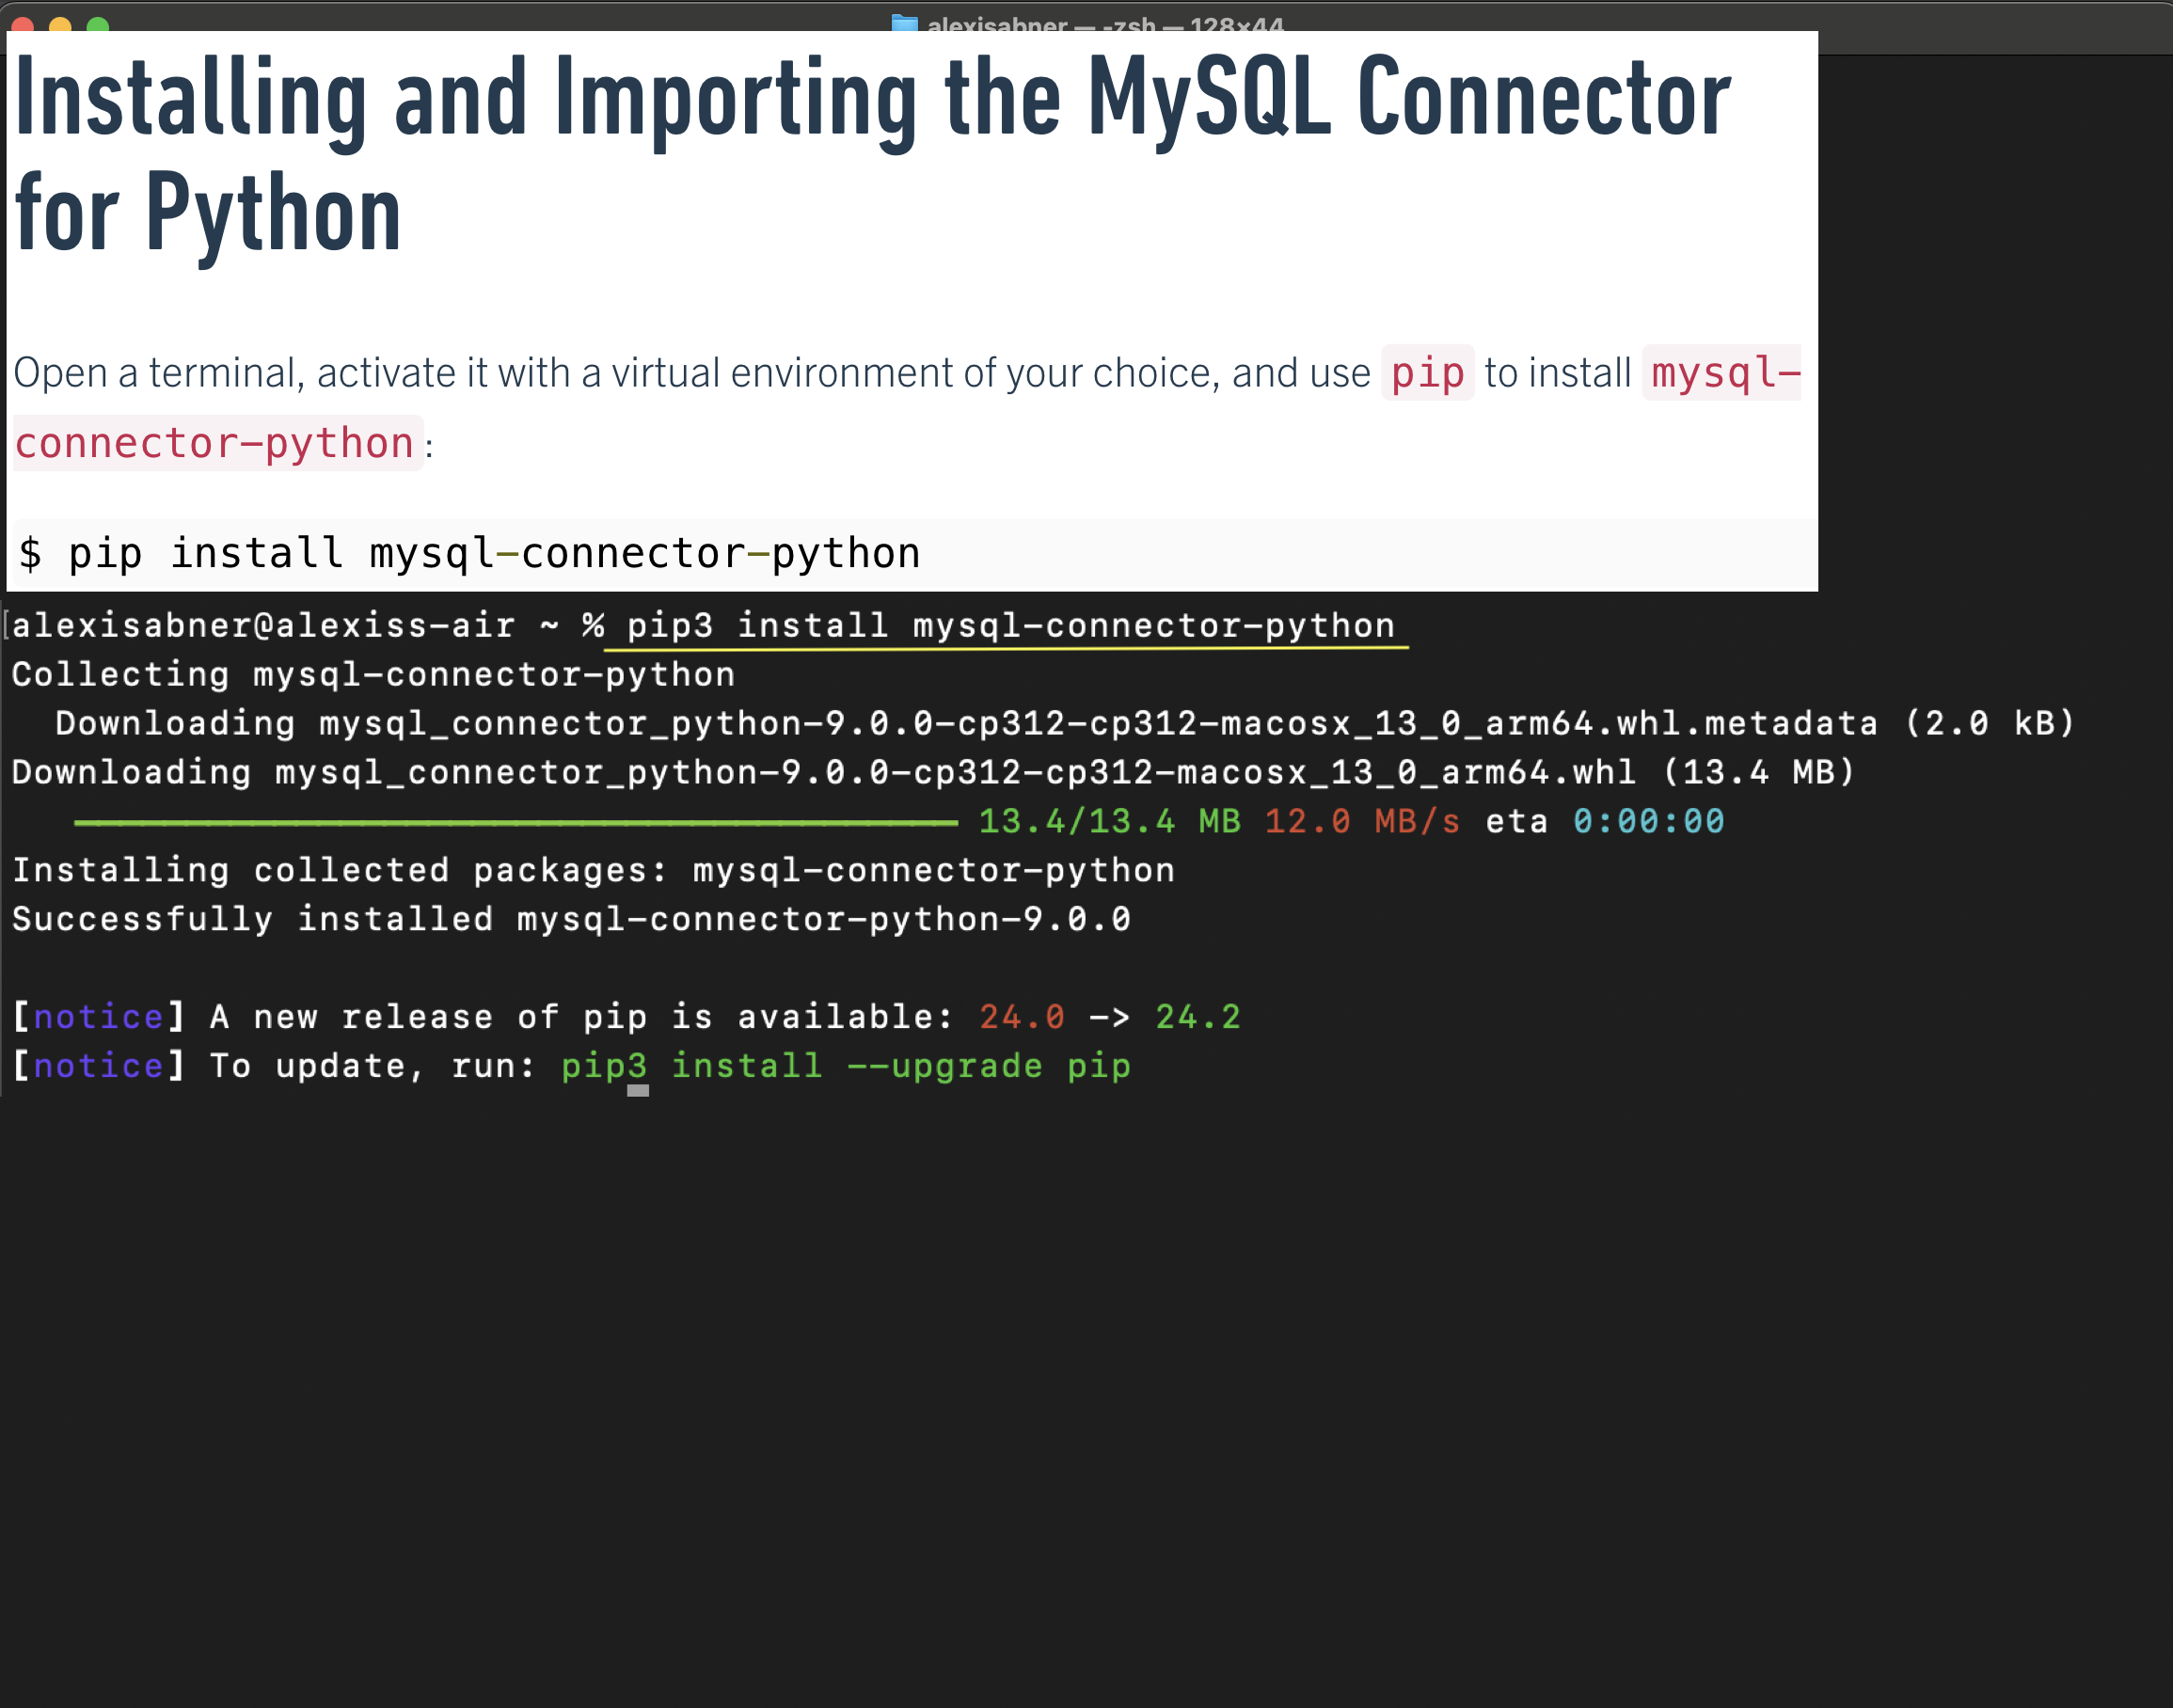 alexisabner — -zsh — 128×44
Installing and Importing the MySQL Connector
for Python
Open a terminal, activate it with a virtual environment of your choice, and use pip to install mysql-
connector-python:
$ pip install mysql-connector-python
[alexisabner@alexiss-air ~ % pip3 install mysql-connector-python
Collecting mysql-connector-python
  Downloading mysql_connector_python-9.0.0-cp312-cp312-macosx_13_0_arm64.whl.metadata (2.0 kB)
Downloading mysql_connector_python-9.0.0-cp312-cp312-macosx_13_0_arm64.whl (13.4 MB)
13.4/13.4 MB 12.0 MB/s eta 0:00:00
Installing collected packages: mysql-connector-python
Successfully installed mysql-connector-python-9.0.0
[notice] A new release of pip is available: 24.0 -> 24.2
[notice] To update, run: pip3 install --upgrade pip